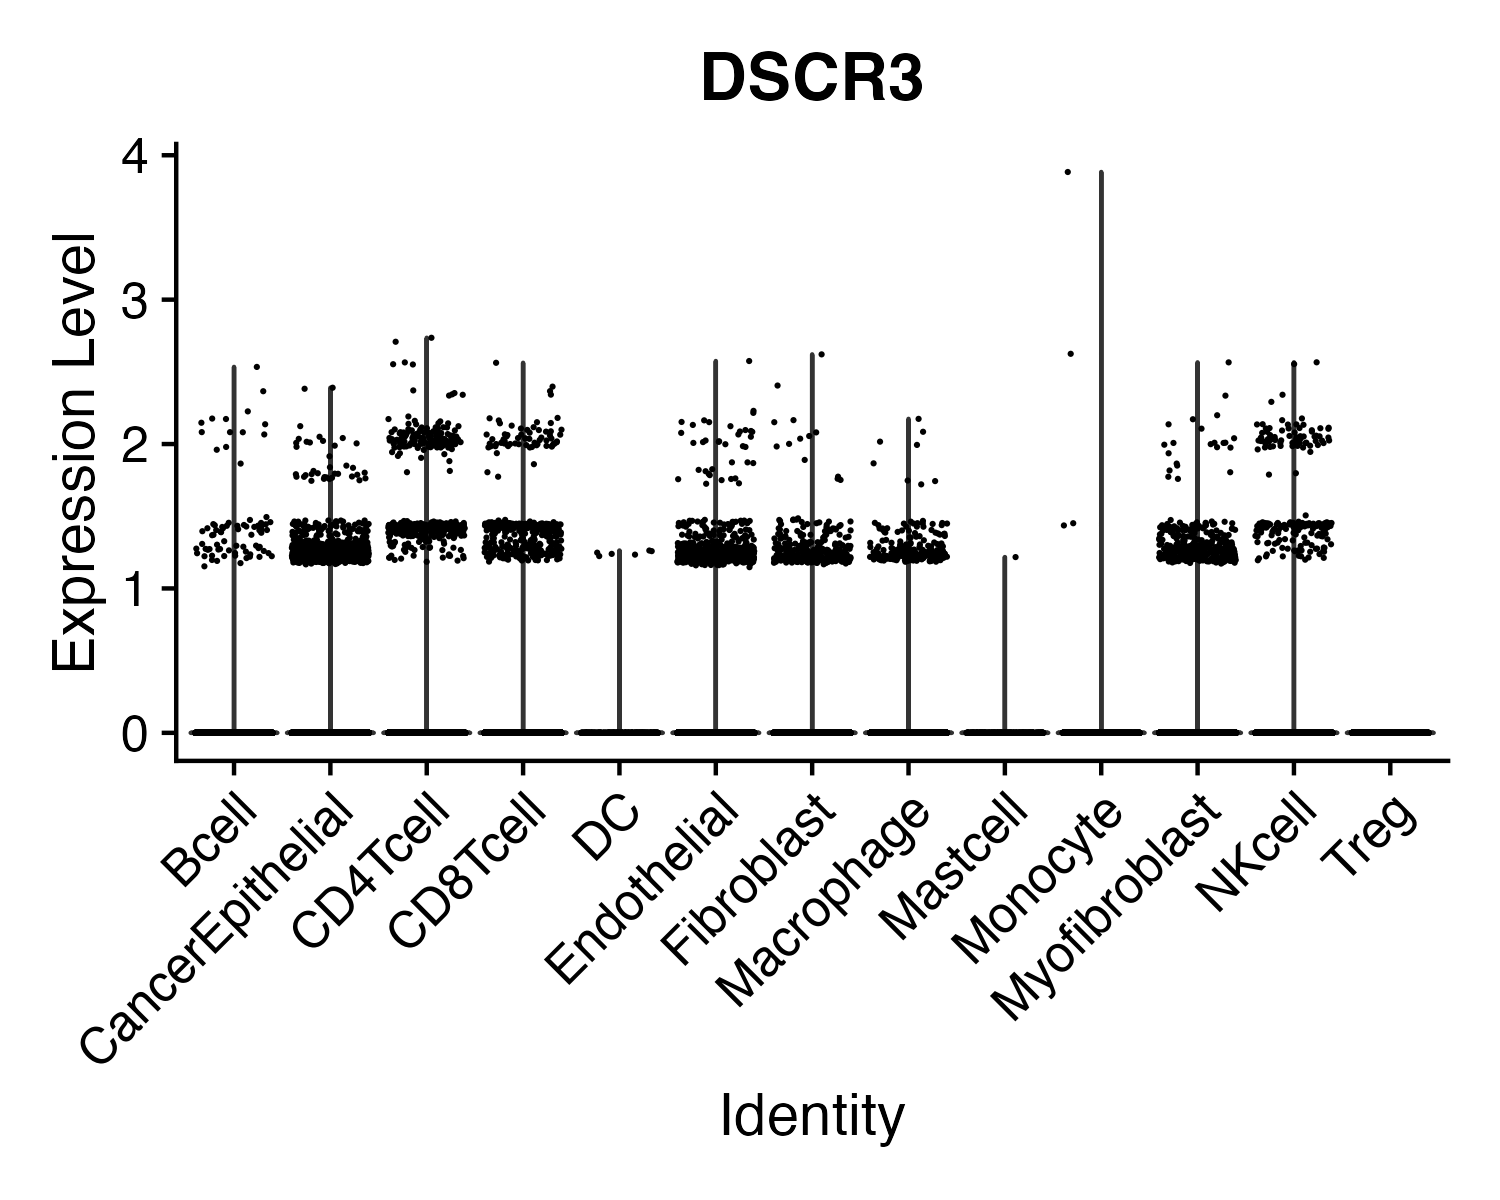 DSCR3
Expression Level
4
3
2
1
0
Bcell
CancerEpithelial
CD4Tcell
CD8Tcell
DC
Endothelial
Fibroblast
Macrophage
Mastcell
Monocyte
Myofibroblast
NKcell
Treg
Identity